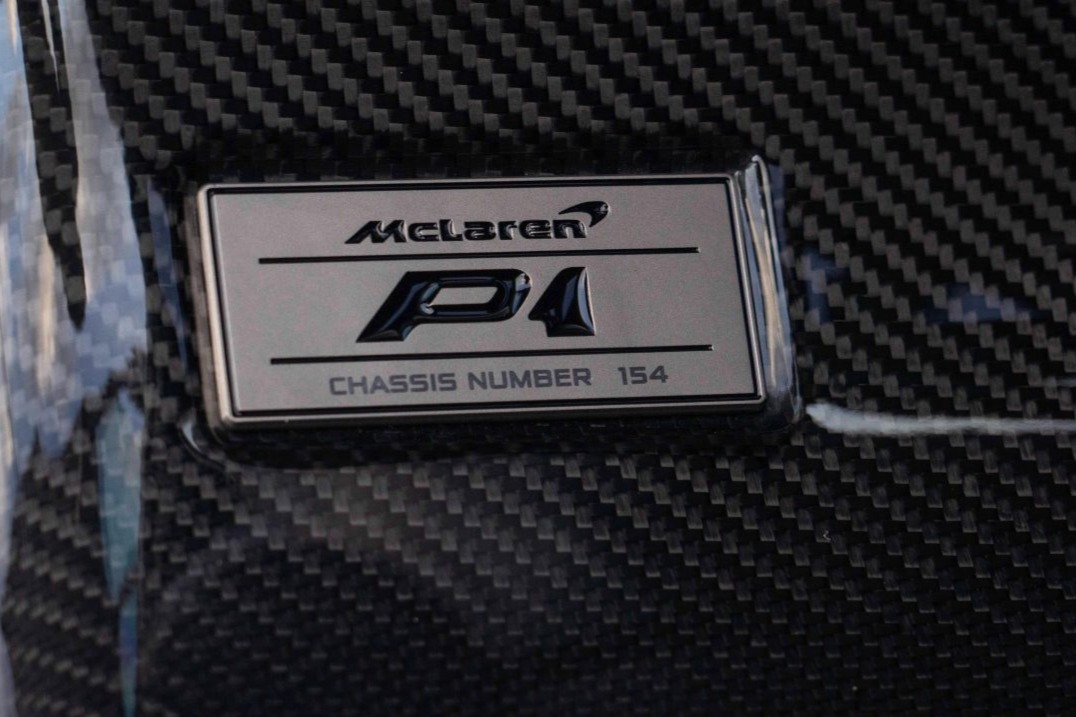 McLaren
P1
CHASSIS NUMBER 154